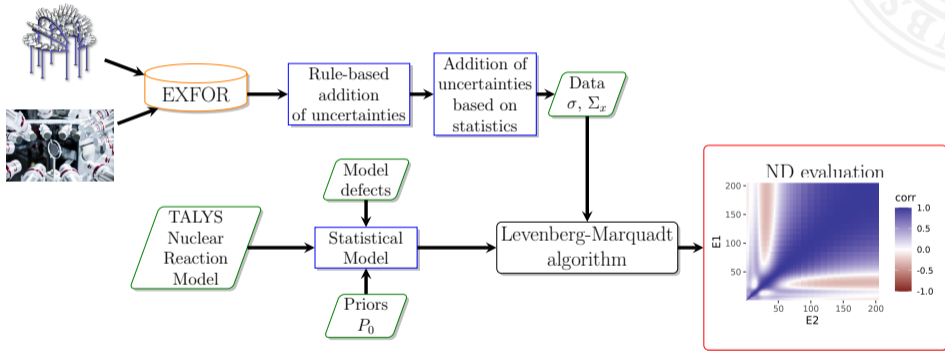 EXFOR
Rule-based
addition
of uncertainties
Addition of
uncertainties
based on
statistics
Data
σ, Σₓ
Model
defects
TALYS
Nuclear
Reaction
Model
Statistical
Model
Priors
P₀
Levenberg-Marquadt
algorithm
ND evaluation
200
150
100
50
E1
50
100
150
200
E2
corr
1.0
0.5
0.0
-0.5
-1.0